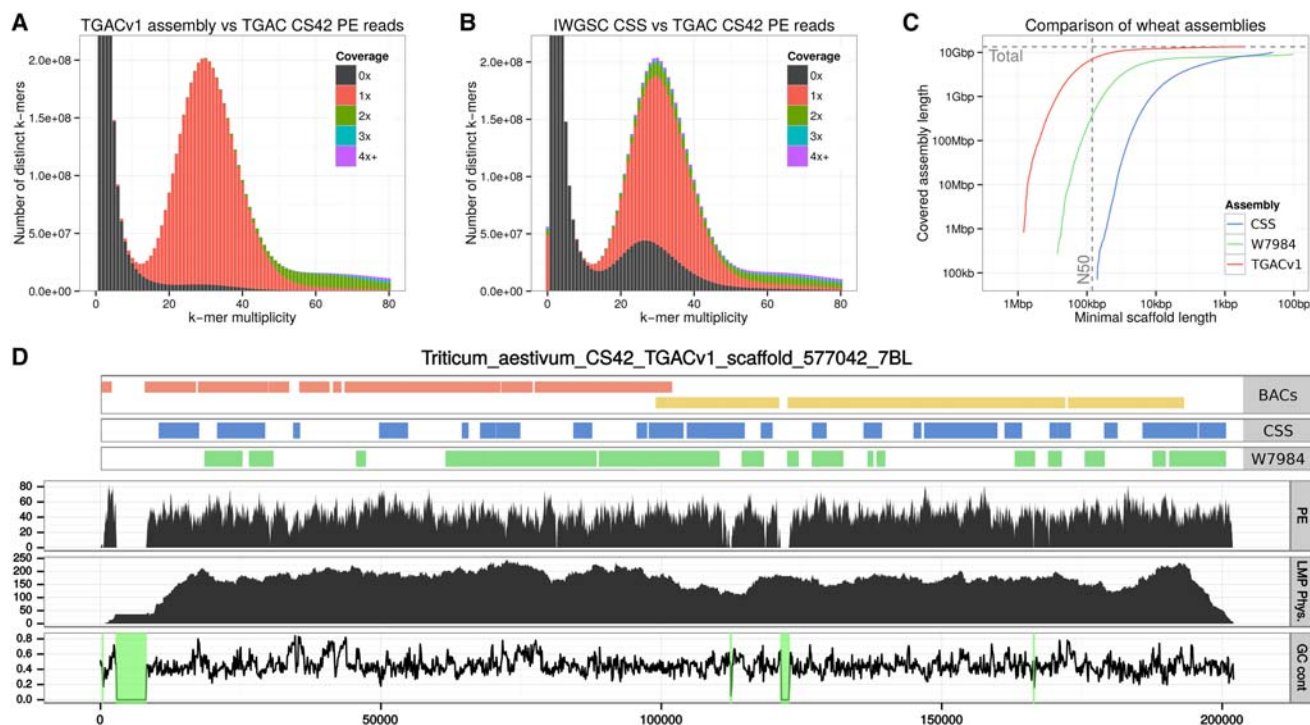 A
TGACv1 assembly vs TGAC CS42 PE reads
Number of distinct k-mers
2.0e+08
1.5e+08
1.0e+08
5.0e+07
0.0e+00
Coverage
0x
1x
2x
3x
4x+
0 20 40 60 80
k-mer multiplicity
B
IWGSC CSS vs TGAC CS42 PE reads
Number of distinct k-mers
2.0e+08
1.5e+08
1.0e+08
5.0e+07
0.0e+00
Coverage
0x
1x
2x
3x
4x+
0 20 40 60 80
k-mer multiplicity
C
Comparison of wheat assemblies
Covered assembly length
10Gbp
1Gbp
100Mbp
10Mbp
1Mbp
100kb
Total
N50
Assembly
CSS
W7984
TGACv1
1Mbp 100kbp 10kbp 1kbp 100bp
Minimal scaffold length
D
Triticum_aestivum_CS42_TGACv1_scaffold_577042_7BL
BACs
CSS
W7984
80
60
40
20
0
PE
250
200
150
100
50
0
LMP Phys.
0.8
0.6
0.4
0.2
0.0
GC cont
0 50000 100000 150000 200000